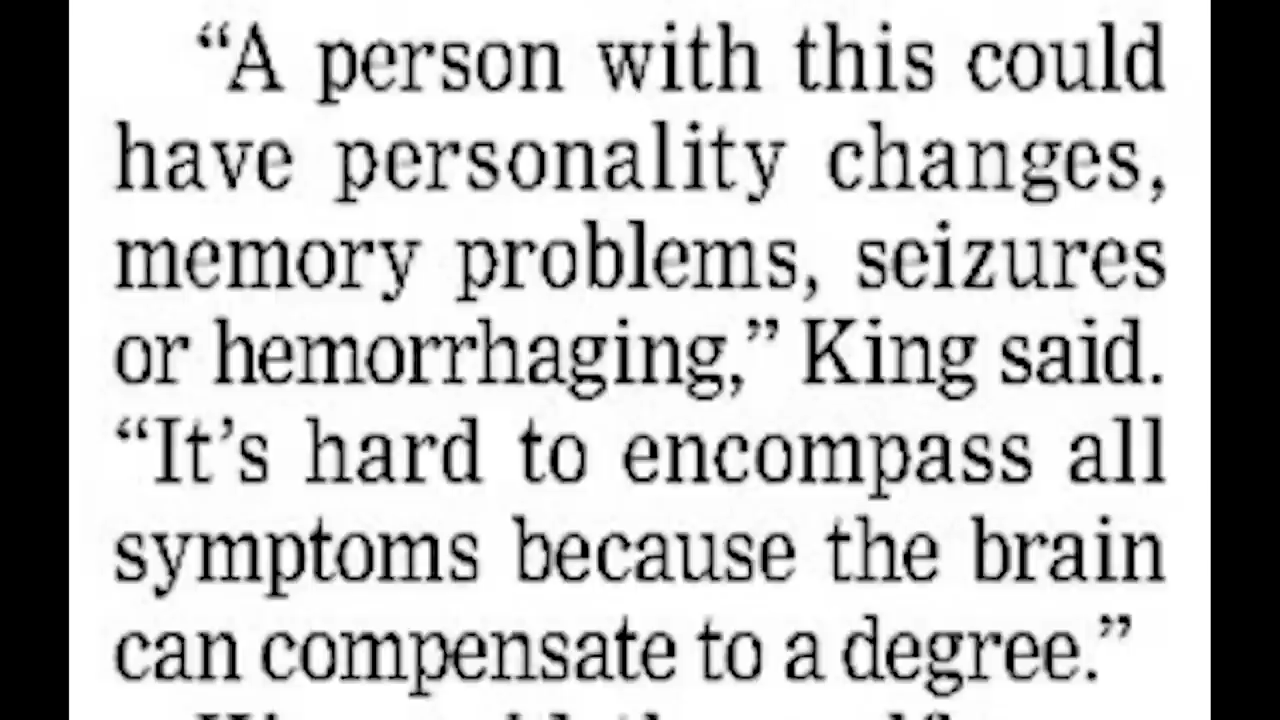 “A person with this could
have personality changes,
memory problems, seizures
or hemorrhaging,” King said.
“It’s hard to encompass all
symptoms because the brain
can compensate to a degree.”